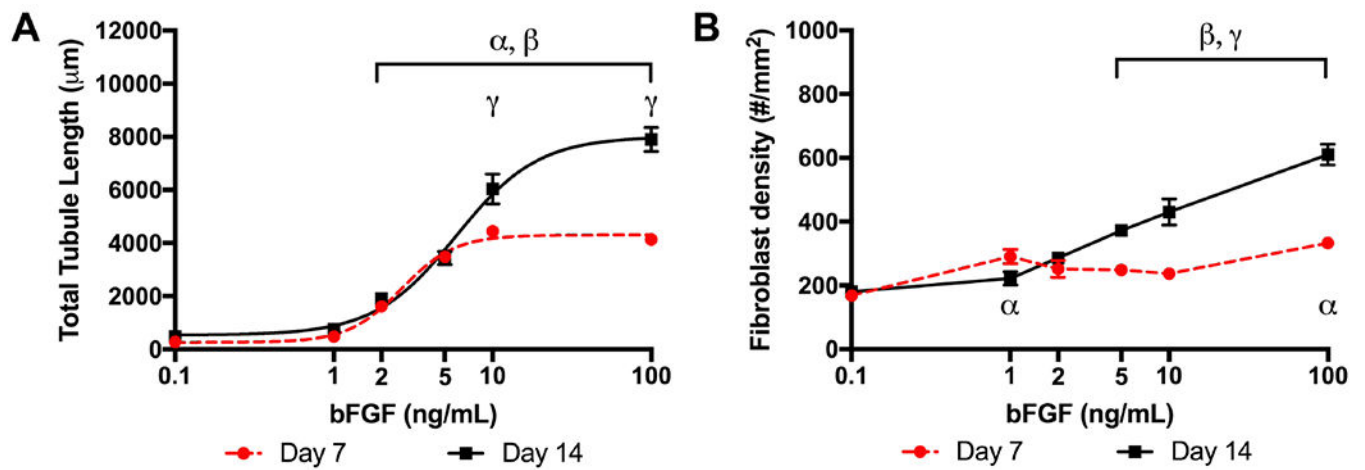 A
Total Tubule Length (μm)
12000
10000
8000
6000
4000
2000
0
α, β
γ
γ
0.1
1
2
5
10
100
bFGF (ng/mL)
Day 7
Day 14
B
Fibroblast density (#/mm²)
1000
800
600
400
200
0
β, γ
α
α
0.1
1
2
5
10
100
bFGF (ng/mL)
Day 7
Day 14